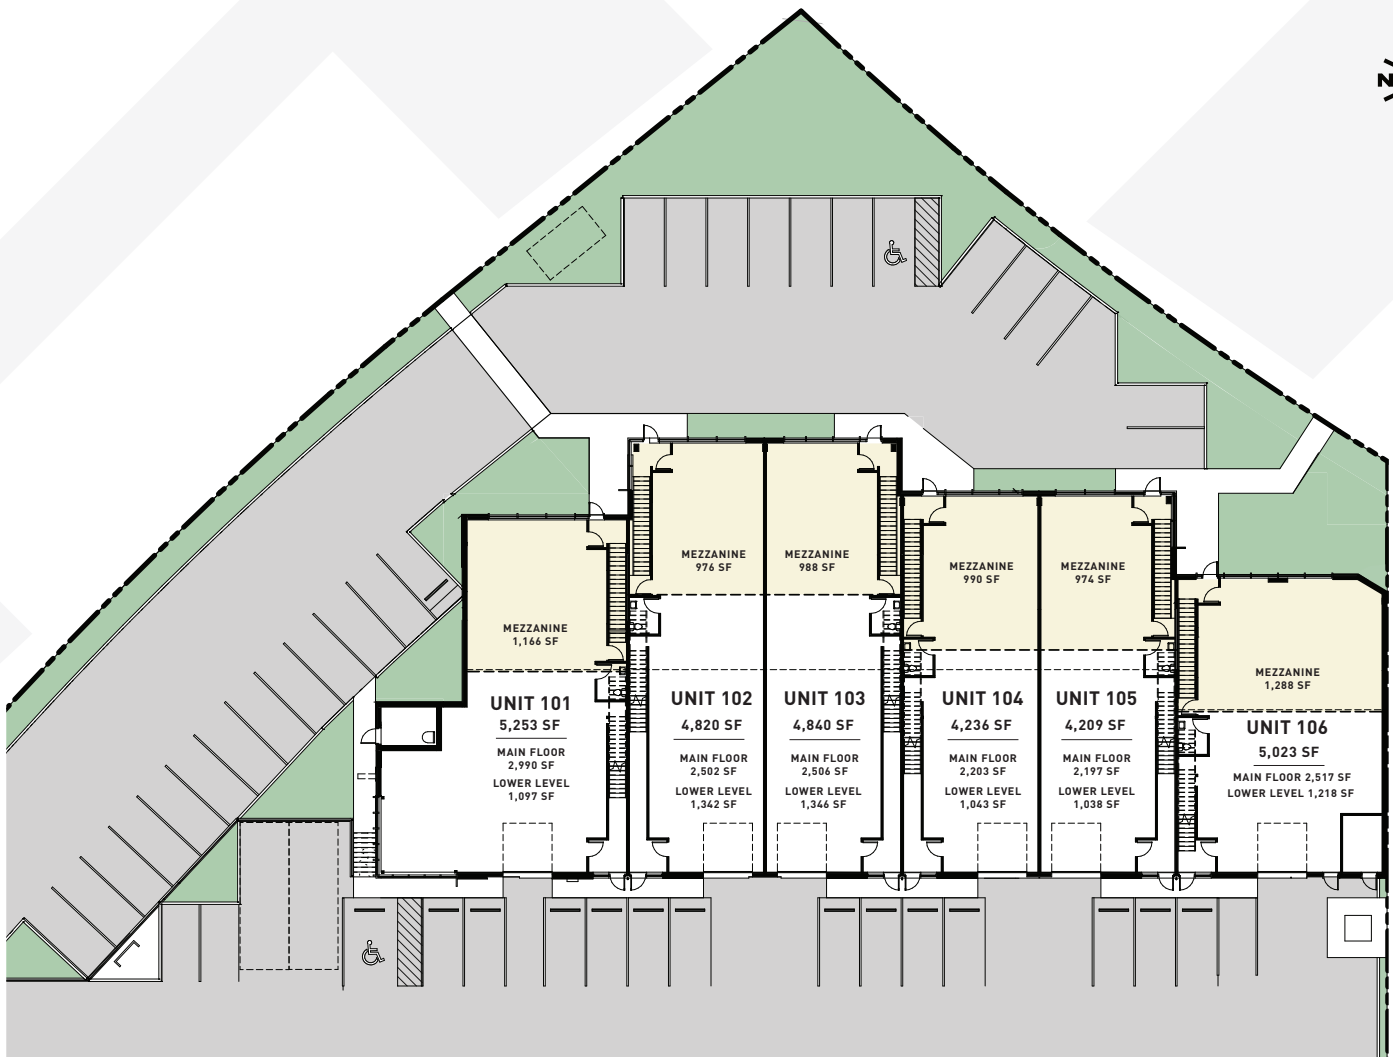 N
MEZZANINE
1,166 SF
UNIT 101
5,253 SF
MAIN FLOOR
2,990 SF
LOWER LEVEL
1,097 SF
MEZZANINE
976 SF
UNIT 102
4,820 SF
MAIN FLOOR
2,502 SF
LOWER LEVEL
1,342 SF
MEZZANINE
988 SF
UNIT 103
4,840 SF
MAIN FLOOR
2,506 SF
LOWER LEVEL
1,346 SF
MEZZANINE
990 SF
UNIT 104
4,236 SF
MAIN FLOOR
2,203 SF
LOWER LEVEL
1,043 SF
MEZZANINE
974 SF
UNIT 105
4,209 SF
MAIN FLOOR
2,197 SF
LOWER LEVEL
1,038 SF
MEZZANINE
1,288 SF
UNIT 106
5,023 SF
MAIN FLOOR 2,517 SF
LOWER LEVEL 1,218 SF